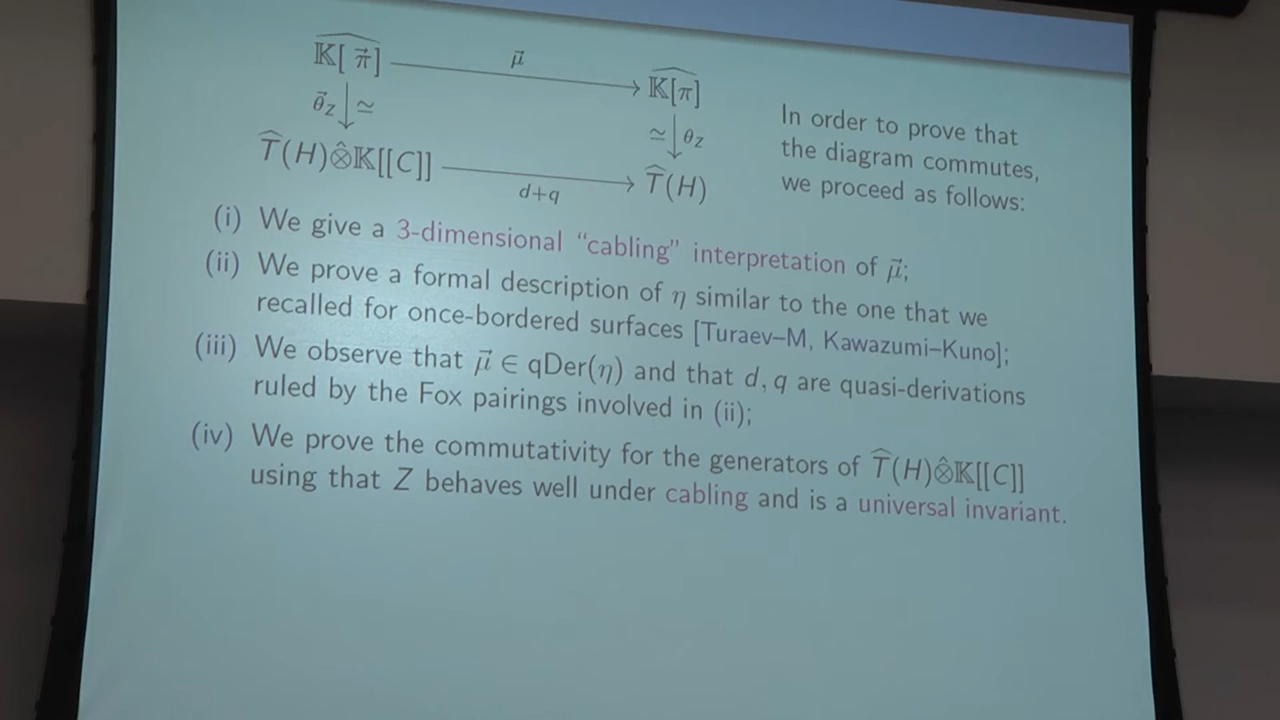 K[ π⃗] μ⃗ K[π]
θ⃗_Z ≃ ≃ θ_Z
T̂(H)⊗̂K[[C]] d+q T̂(H)
In order to prove that
the diagram commutes,
we proceed as follows:
(i) We give a 3-dimensional “cabling” interpretation of μ⃗;
(ii) We prove a formal description of η similar to the one that we
recalled for once-bordered surfaces [Turaev–M, Kawazumi–Kuno];
(iii) We observe that μ⃗ ∈ qDer(η) and that d, q are quasi-derivations
ruled by the Fox pairings involved in (ii);
(iv) We prove the commutativity for the generators of T̂(H)⊗̂K[[C]]
using that Z behaves well under cabling and is a universal invariant.